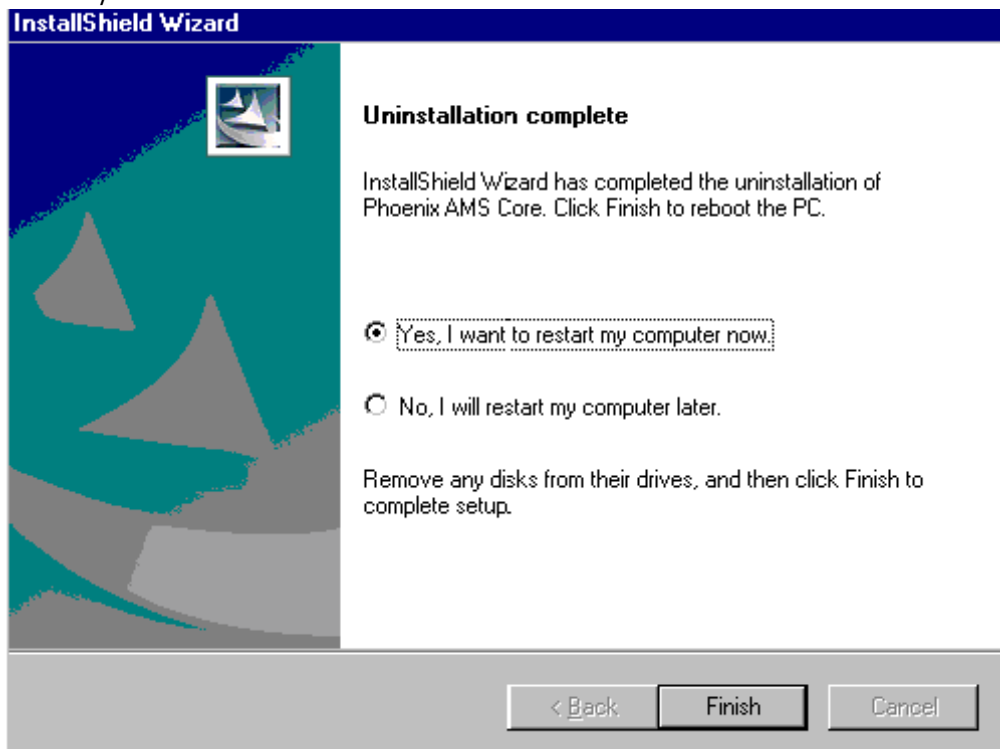 InstallShield Wizard
Uninstallation complete
InstallShield Wizard has completed the uninstallation of
Phoenix AMS Core. Click Finish to reboot the PC.
Yes, I want to restart my computer now.
No, I will restart my computer later.
Remove any disks from their drives, and then click Finish to
complete setup.
< Back Finish Cancel